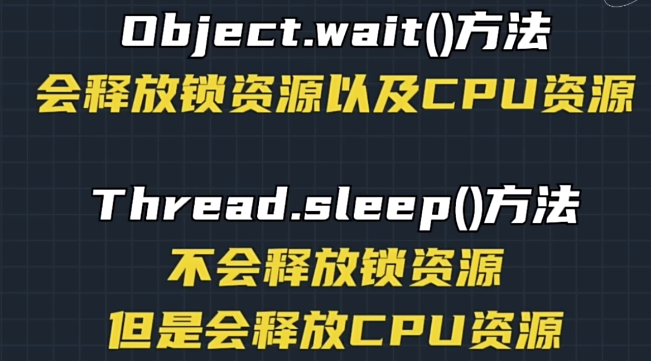 Object.wait()方法
会释放锁资源以及CPU资源
Thread.sleep()方法
不会释放锁资源
但是会释放CPU资源